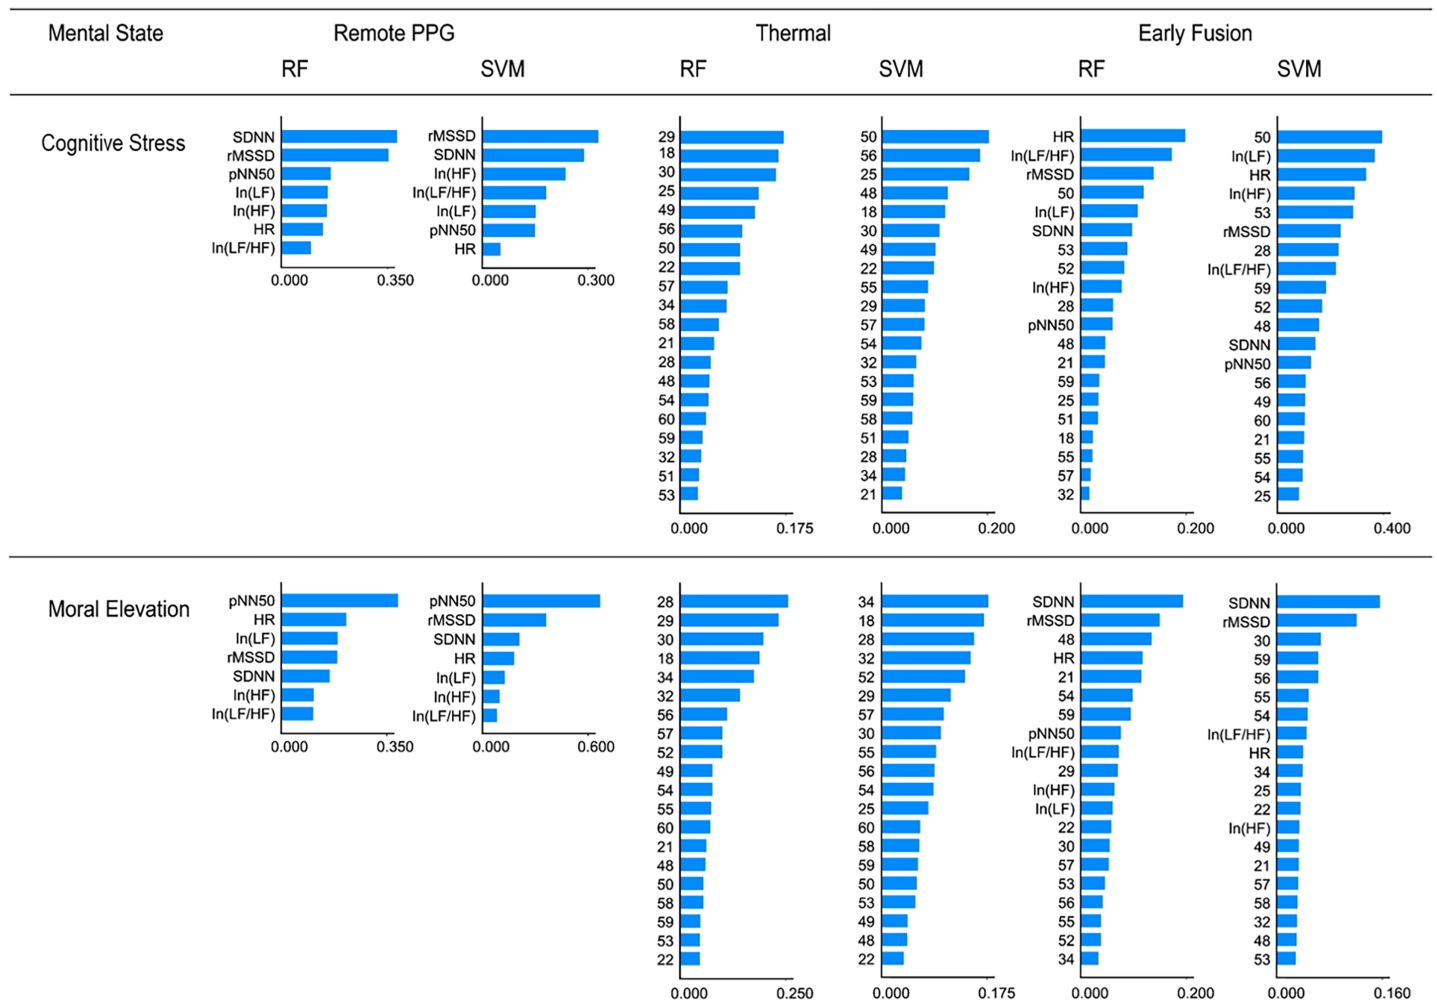 Mental State Remote PPG Thermal Early Fusion
RF SVM RF SVM RF SVM
Cognitive Stress
SDNN
rMSSD
pNN50
ln(LF)
ln(HF)
HR
ln(LF/HF)
0.000 0.350
rMSSD
SDNN
ln(HF)
ln(LF/HF)
ln(LF)
pNN50
HR
0.000 0.300
29
18
30
25
49
56
50
22
57
34
58
21
28
48
54
60
59
32
51
53
0.000 0.175
50
56
25
48
18
30
49
22
55
29
57
54
32
53
59
58
51
28
34
21
0.000 0.200
HR
ln(LF/HF)
rMSSD
50
ln(LF)
SDNN
53
52
ln(HF)
28
pNN50
48
21
59
25
51
18
55
57
32
0.000 0.200
50
ln(LF)
HR
ln(HF)
53
rMSSD
28
ln(LF/HF)
59
52
48
SDNN
pNN50
56
49
60
21
55
54
25
0.000 0.400
Moral Elevation
pNN50
HR
ln(LF)
rMSSD
SDNN
ln(HF)
ln(LF/HF)
0.000 0.350
pNN50
rMSSD
SDNN
HR
ln(LF)
ln(HF)
ln(LF/HF)
0.000 0.600
28
29
30
18
34
32
56
57
52
49
54
55
60
21
48
50
58
59
53
22
0.000 0.250
34
18
28
32
52
29
57
30
55
56
54
25
60
58
59
50
53
49
48
22
0.000 0.175
SDNN
rMSSD
48
HR
21
54
59
pNN50
ln(LF/HF)
29
ln(HF)
ln(LF)
22
30
57
53
56
55
52
34
0.000 0.200
SDNN
rMSSD
30
59
56
55
54
ln(LF/HF)
HR
34
25
22
ln(HF)
49
21
57
58
32
48
53
0.000 0.160